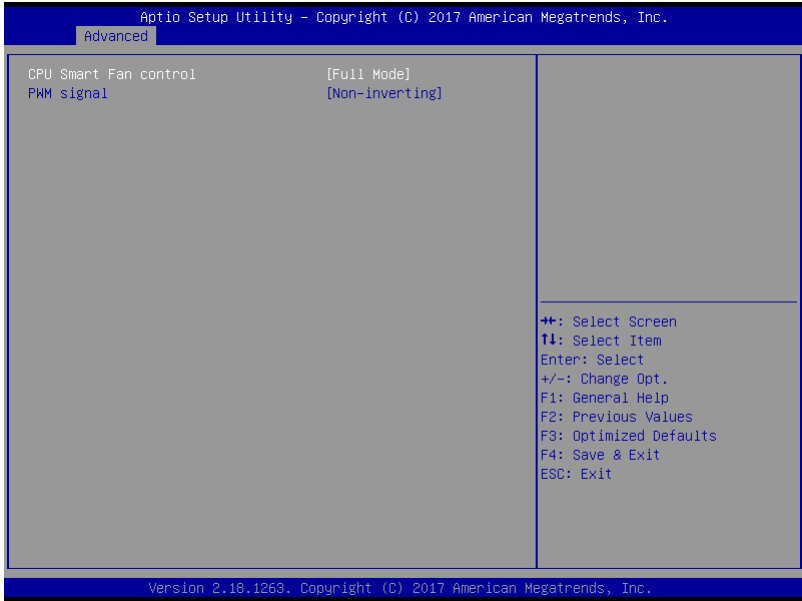 Aptio Setup Utility – Copyright (C) 2017 American Megatrends, Inc.
Advanced
CPU Smart Fan control [Full Mode]
PWM signal [Non-inverting]
→←: Select Screen
↑↓: Select Item
Enter: Select
+/-: Change Opt.
F1: General Help
F2: Previous Values
F3: Optimized Defaults
F4: Save & Exit
ESC: Exit
Version 2.18.1263. Copyright (C) 2017 American Megatrends, Inc.